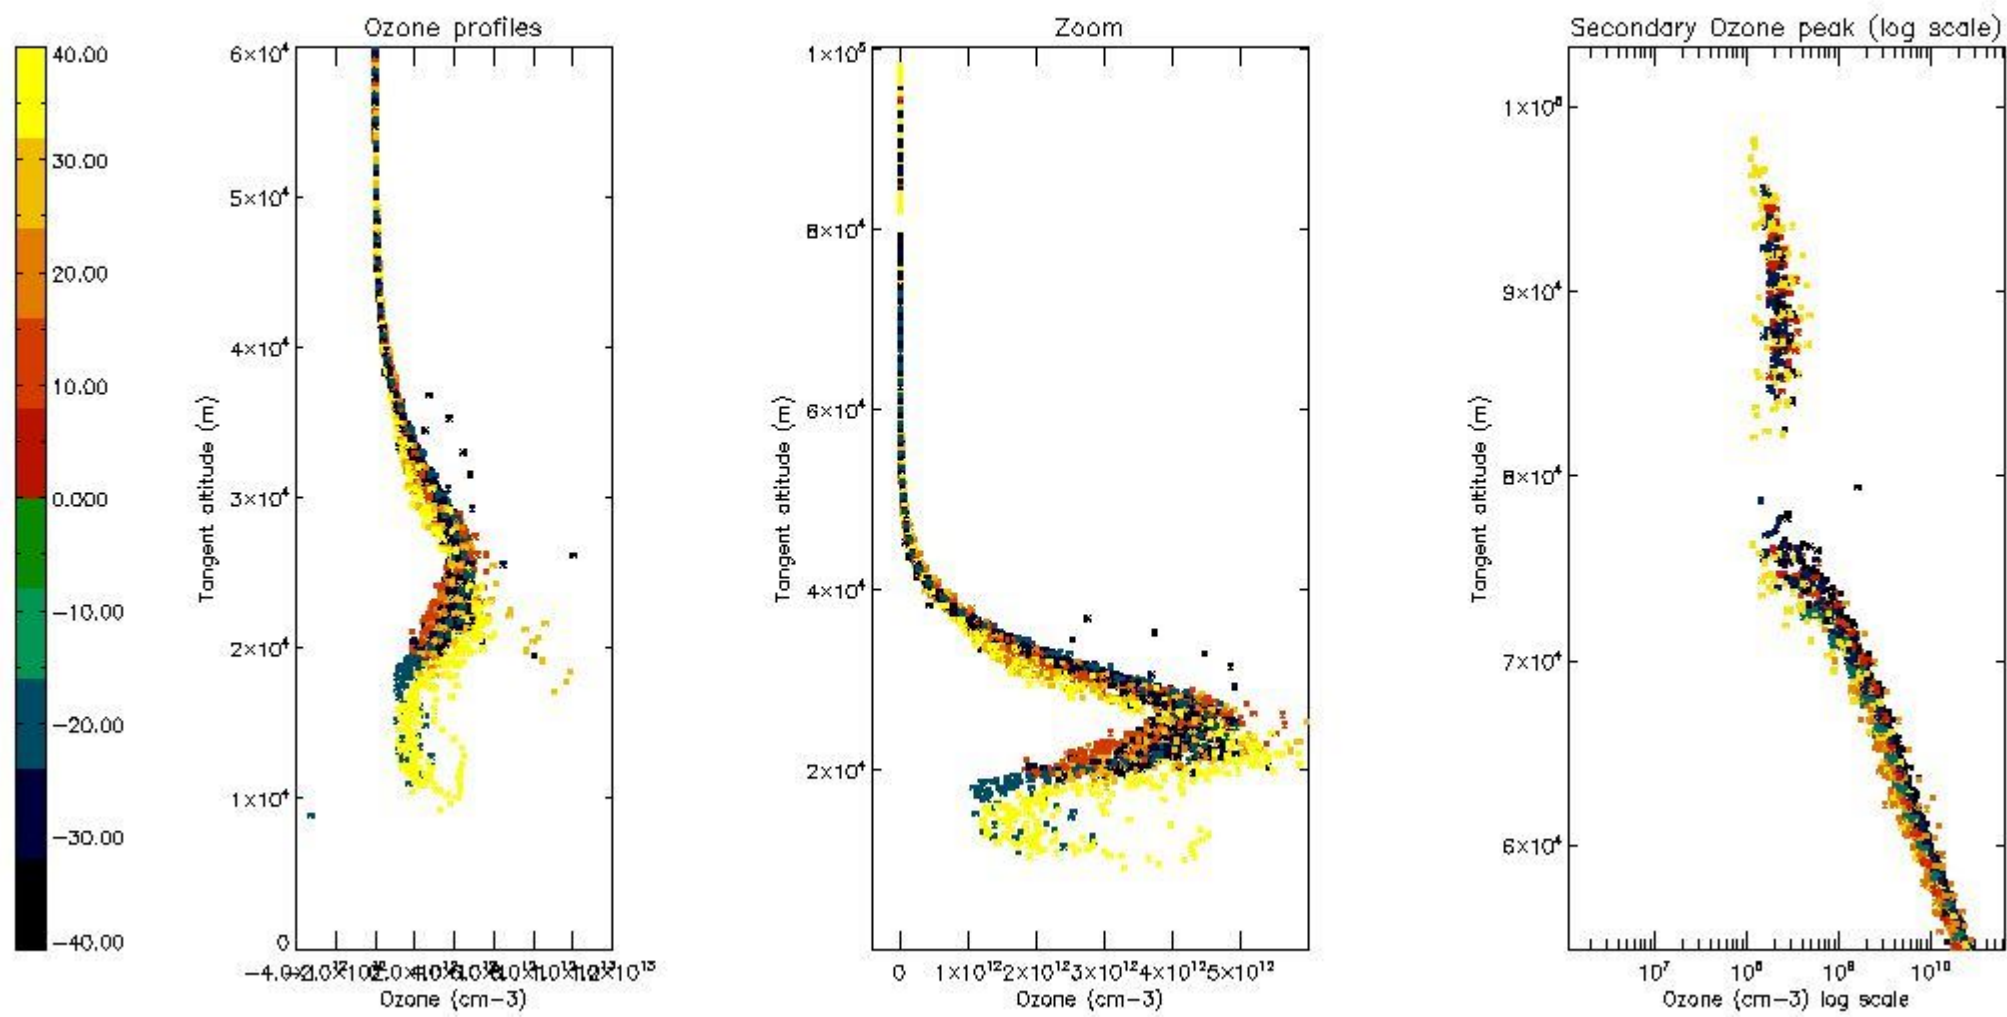 Ozone profiles
Zoom
Secondary Ozone peak (log scale)
40.00
30.00
20.00
10.00
0.000
-10.00
-20.00
-30.00
-40.00
6×10⁴
5×10⁴
4×10⁴
3×10⁴
2×10⁴
1×10⁴
0
Tangent altitude (m)
Ozone (cm-3)
1×10⁵
8×10⁴
6×10⁴
4×10⁴
2×10⁴
Tangent altitude (m)
0 1×10¹² 2×10¹² 3×10¹² 4×10¹² 5×10¹²
Ozone (cm-3)
1×10⁵
9×10⁴
8×10⁴
7×10⁴
6×10⁴
Tangent altitude (m)
10⁷ 10⁸ 10⁹ 10¹⁰
Ozone (cm-3) log scale